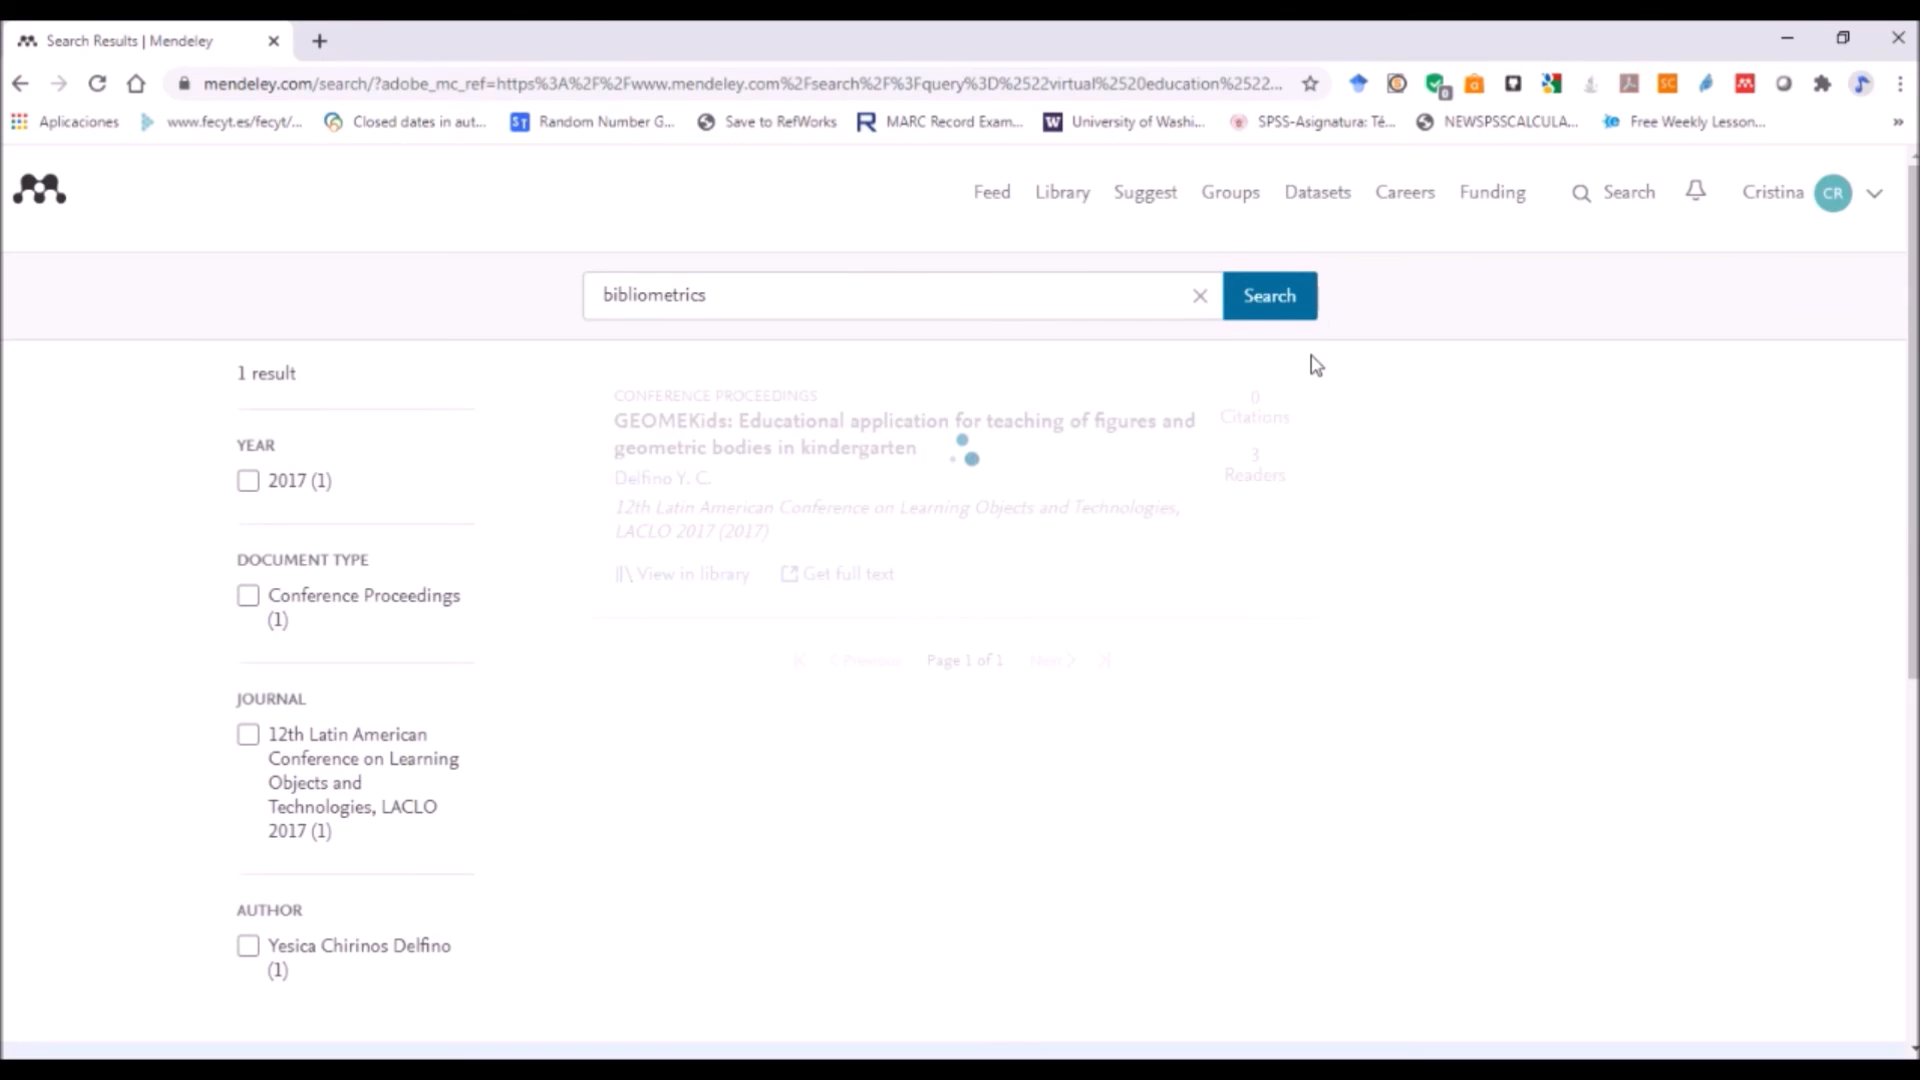 Search Results | Mendeley
mendeley.com/search/?adobe_mc_ref=https%3A%2F%2Fwww.mendeley.com%2Fsearch%2F%3Fquery%3D%2522virtual%2520education%2522...
Aplicaciones
www.fecyt.es/fecyt/...
Closed dates in aut...
ST
Random Number G...
Save to RefWorks
R
MARC Record Exam...
W
University of Washi...
SPSS-Asignatura: Té...
NEWSPSSCALCULA...
Free Weekly Lesson...
»
Feed
Library
Suggest
Groups
Datasets
Careers
Funding
Search
Cristina
CR
bibliometrics
Search
1 result
YEAR
2017 (1)
DOCUMENT TYPE
Conference Proceedings
(1)
JOURNAL
12th Latin American
Conference on Learning
Objects and
Technologies, LACLO
2017 (1)
AUTHOR
Yesica Chirinos Delfino
(1)
CONFERENCE PROCEEDINGS
GEOMEKids: Educational application for teaching of figures and
geometric bodies in kindergarten
Delfino Y. C.
12th Latin American Conference on Learning Objects and Technologies,
LACLO 2017 (2017)
View in library
Get full text
0
Citations
3
Readers
Previous
Page 1 of 1
Next